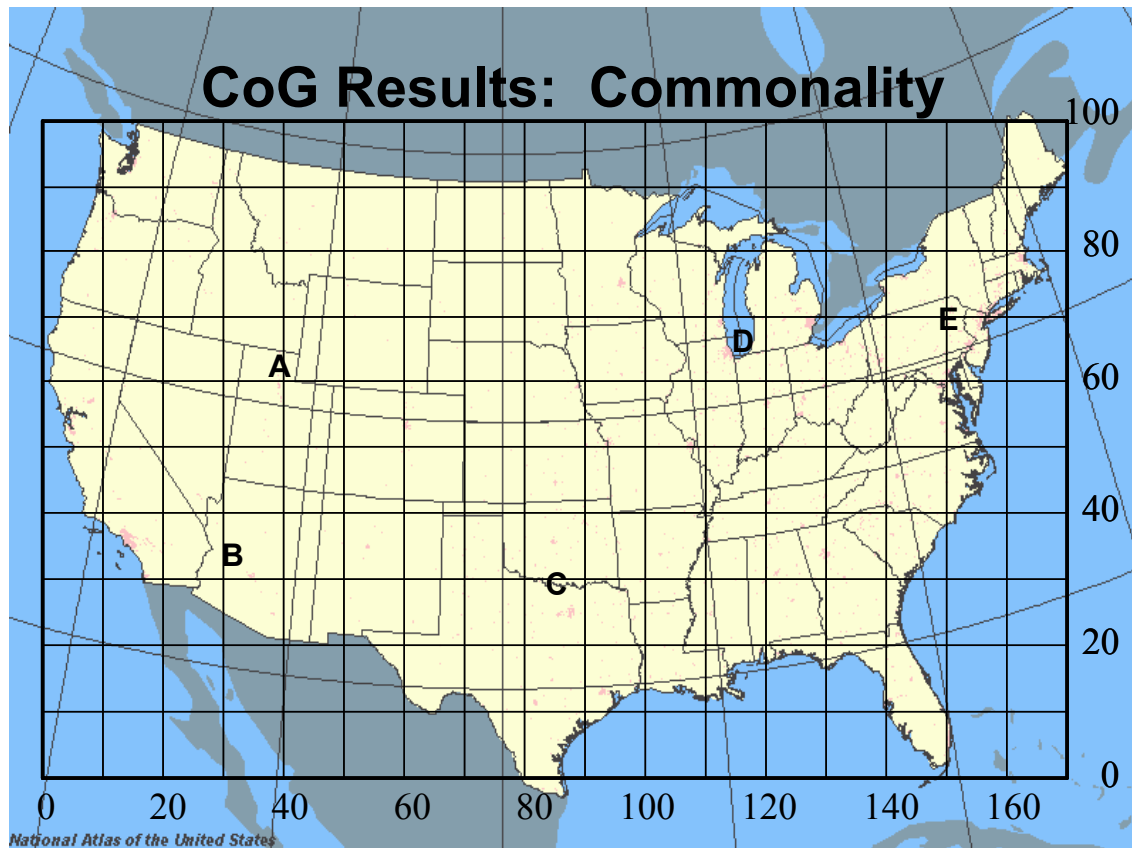 CoG Results: Commonality
100
80
E
D
A
60
40
B
C
20
0
0 20 40 60 80 100 120 140 160
National Atlas of the United States